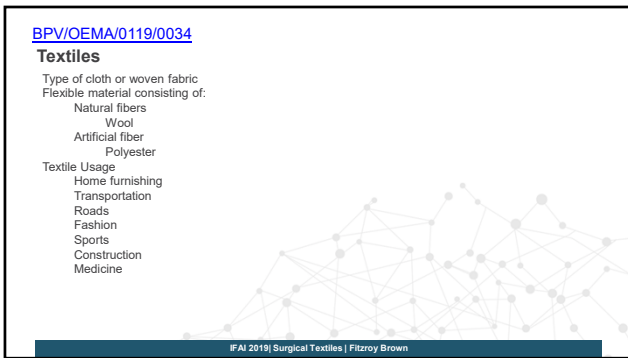 BPV/OEMA/0119/0034
Textiles
Type of cloth or woven fabric
Flexible material consisting of:
Natural fibers
Wool
Artificial fiber
Polyester
Textile Usage
Home furnishing
Transportation
Roads
Fashion
Sports
Construction
Medicine
IFAI 2019| Surgical Textiles | Fitzroy Brown